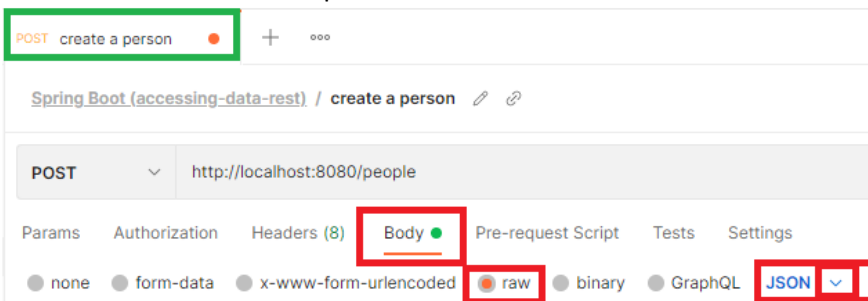 POST create a person
Spring Boot (accessing-data-rest) / create a person
POST http://localhost:8080/people
Params Authorization Headers (8) Body Pre-request Script Tests Settings
none form-data x-www-form-urlencoded raw binary GraphQL JSON